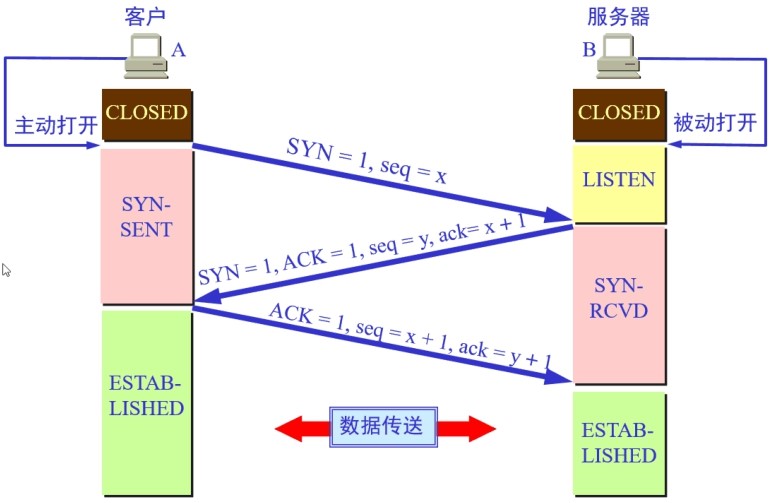 客户
服务器
A
B
CLOSED
CLOSED
主动打开
被动打开
SYN = 1, seq = x
LISTEN
SYN-
SENT
SYN = 1, ACK = 1, seq = y, ack= x + 1
SYN-
RCVD
ACK = 1, seq = x + 1, ack = y + 1
ESTAB-
LISHED
数据传送
ESTAB-
LISHED